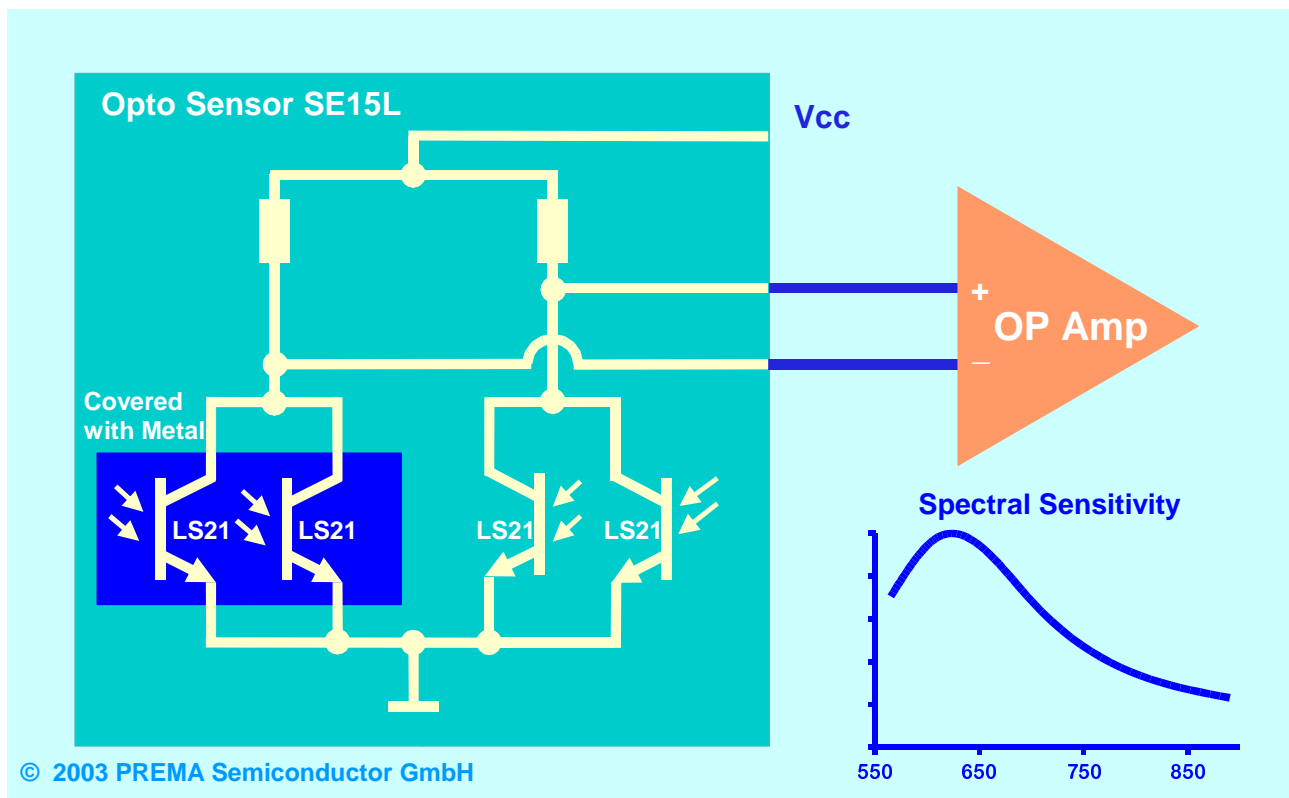 Opto Sensor SE15L
Vcc
+
OP Amp
–
Covered
with Metal
LS21
LS21
LS21
LS21
Spectral Sensitivity
550 650 750 850
© 2003 PREMA Semiconductor GmbH